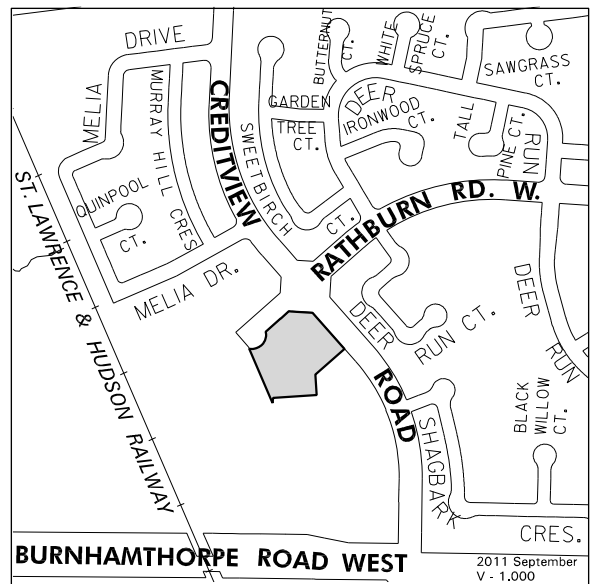 DRIVE
MELIA
MURRAY HILL CRES
QUINPOOL CT.
MELIA DR.
CREDITVIEW
ROAD
SWEETBIRCH
CT.
BUTTERNUT CT.
WHITE SPRUCE CT.
SAWGRASS CT.
GARDEN TREE CT.
DEER
RUN
IRONWOOD CT.
TALL PINE CT.
RATHBURN RD. W.
DEER RUN CT.
DEER RUN
BLACK WILLOW CT.
SHAGBARK
CRES.
ST. LAWRENCE & HUDSON RAILWAY
BURNHAMTHORPE ROAD WEST
2011 September
V - 1.000